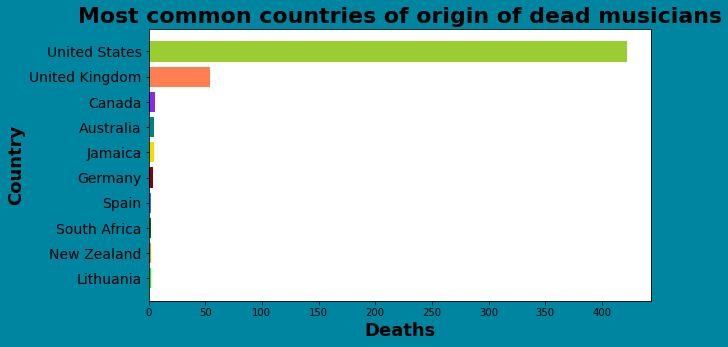 Most common countries of origin of dead musicians
United States
United Kingdom
Canada
Australia
Jamaica
Germany
Spain
South Africa
New Zealand
Lithuania
Country
0 50 100 150 200 250 300 350 400
Deaths